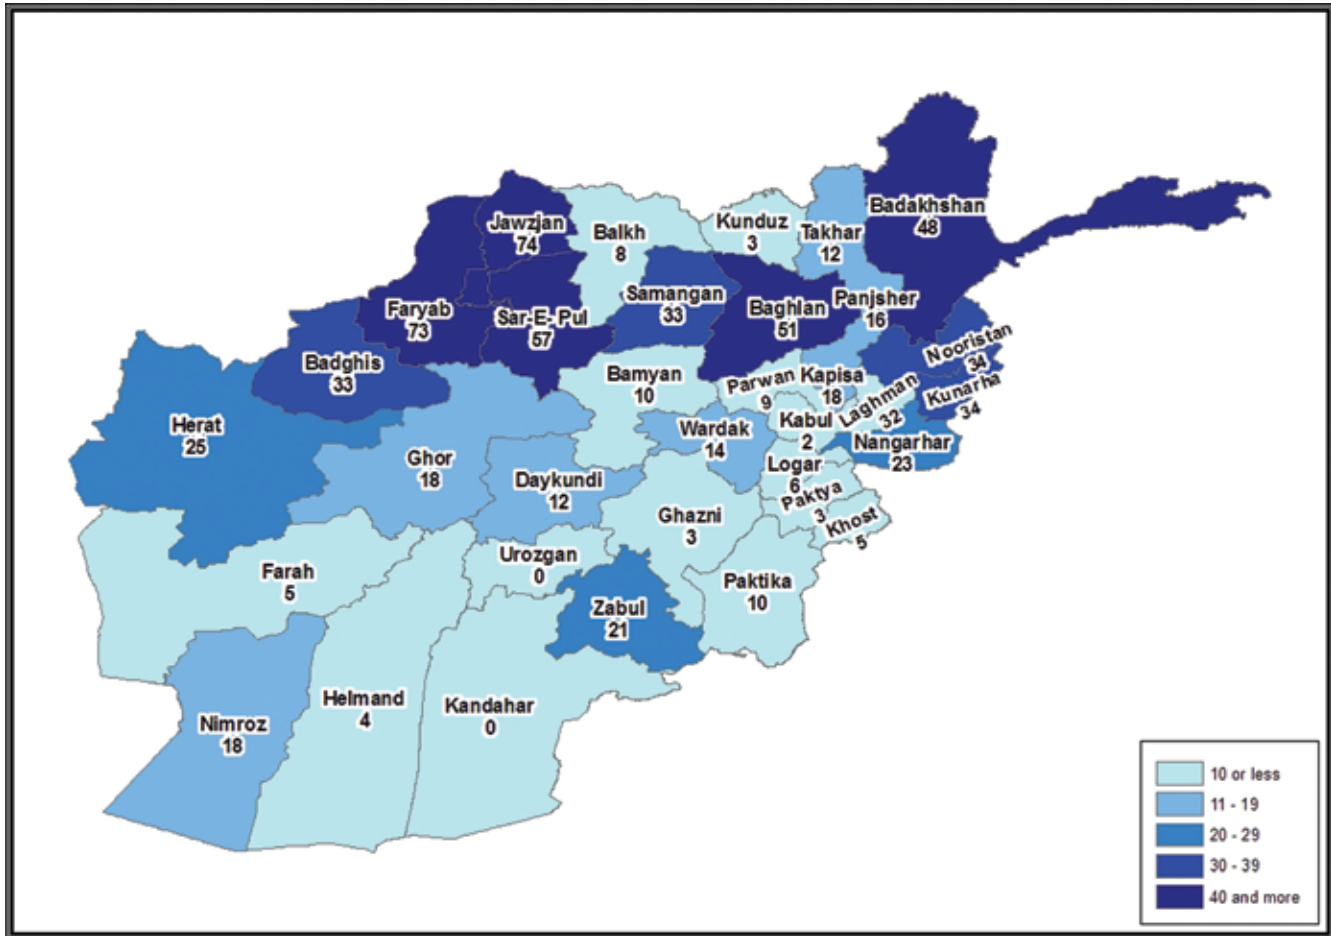 Badakhshan
48
Jawzjan
74
Balkh
8
Kunduz
3
Takhar
12
Faryab
73
Sar-E- Pul
57
Samangan
33
Baghlan
51
Panjsher
16
Badghis
33
Nooristan
34
Bamyan
10
Parwan
9
Kapisa
18
Laghman
32
Kunarha
34
Herat
25
Ghor
18
Wardak
14
Kabul
2
Nangarhar
23
Daykundi
12
Logar
6
Paktya
3
Khost
5
Ghazni
3
Urozgan
0
Farah
5
Zabul
21
Paktika
10
Nimroz
18
Helmand
4
Kandahar
0
10 or less
11 - 19
20 - 29
30 - 39
40 and more